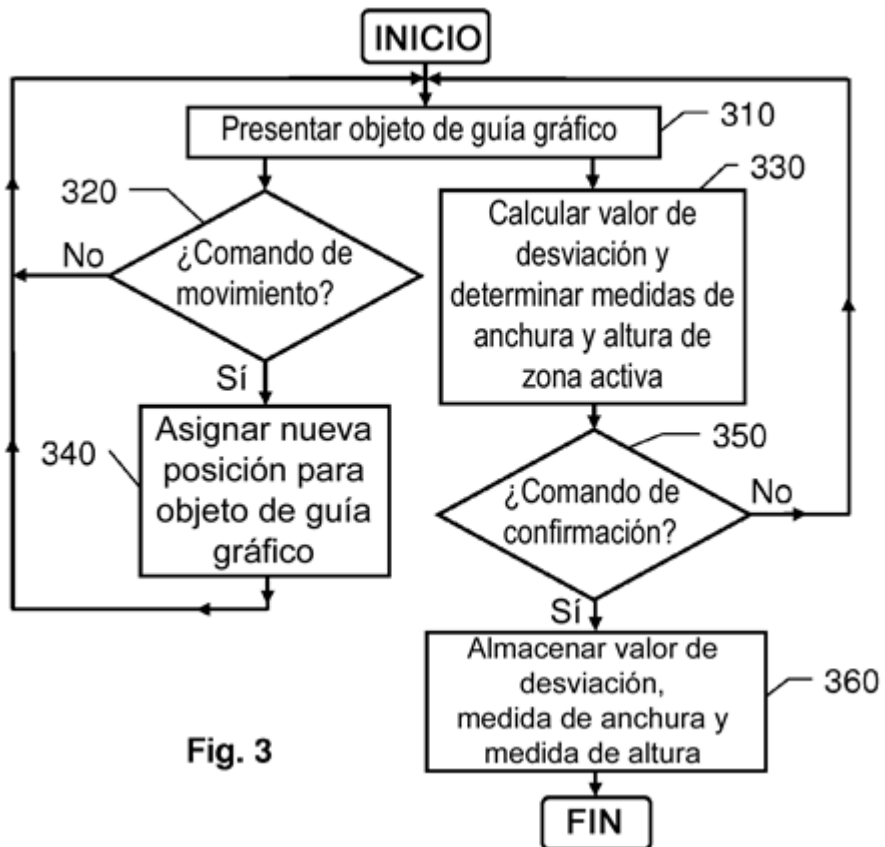 INICIO
Presentar objeto de guía gráfico
310
320
¿Comando de
movimiento?
No
Sí
330
Calcular valor de
desviación y
determinar medidas de
anchura y altura de
zona activa
340
Asignar nueva
posición para
objeto de guía
gráfico
350
¿Comando de
confirmación?
No
Sí
Almacenar valor de
desviación,
medida de anchura y
medida de altura
360
Fig. 3
FIN